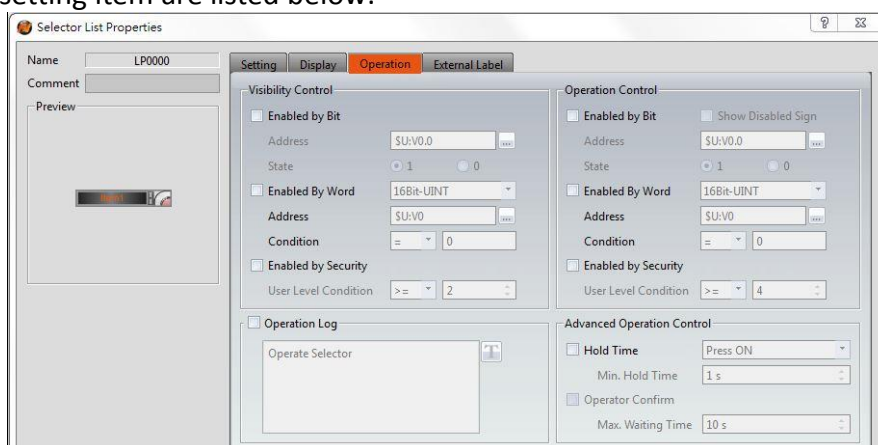 setting item are listed below.
Selector List Properties
Name LP0000
Comment
Preview
Setting Display Operation External Label
Visibility Control
Enabled by Bit
Address $U:V0.0 ...
State 1 0
Enabled By Word 16Bit-UINT
Address $U:V0 ...
Condition = 0
Enabled by Security
User Level Condition >= 2
Operation Log
Operate Selector T
Operation Control
Enabled by Bit Show Disabled Sign
Address $U:V0.0 ...
State 1 0
Enabled By Word 16Bit-UINT
Address $U:V0 ...
Condition = 0
Enabled by Security
User Level Condition >= 4
Advanced Operation Control
Hold Time Press ON
Min. Hold Time 1 s
Operator Confirm
Max. Waiting Time 10 s